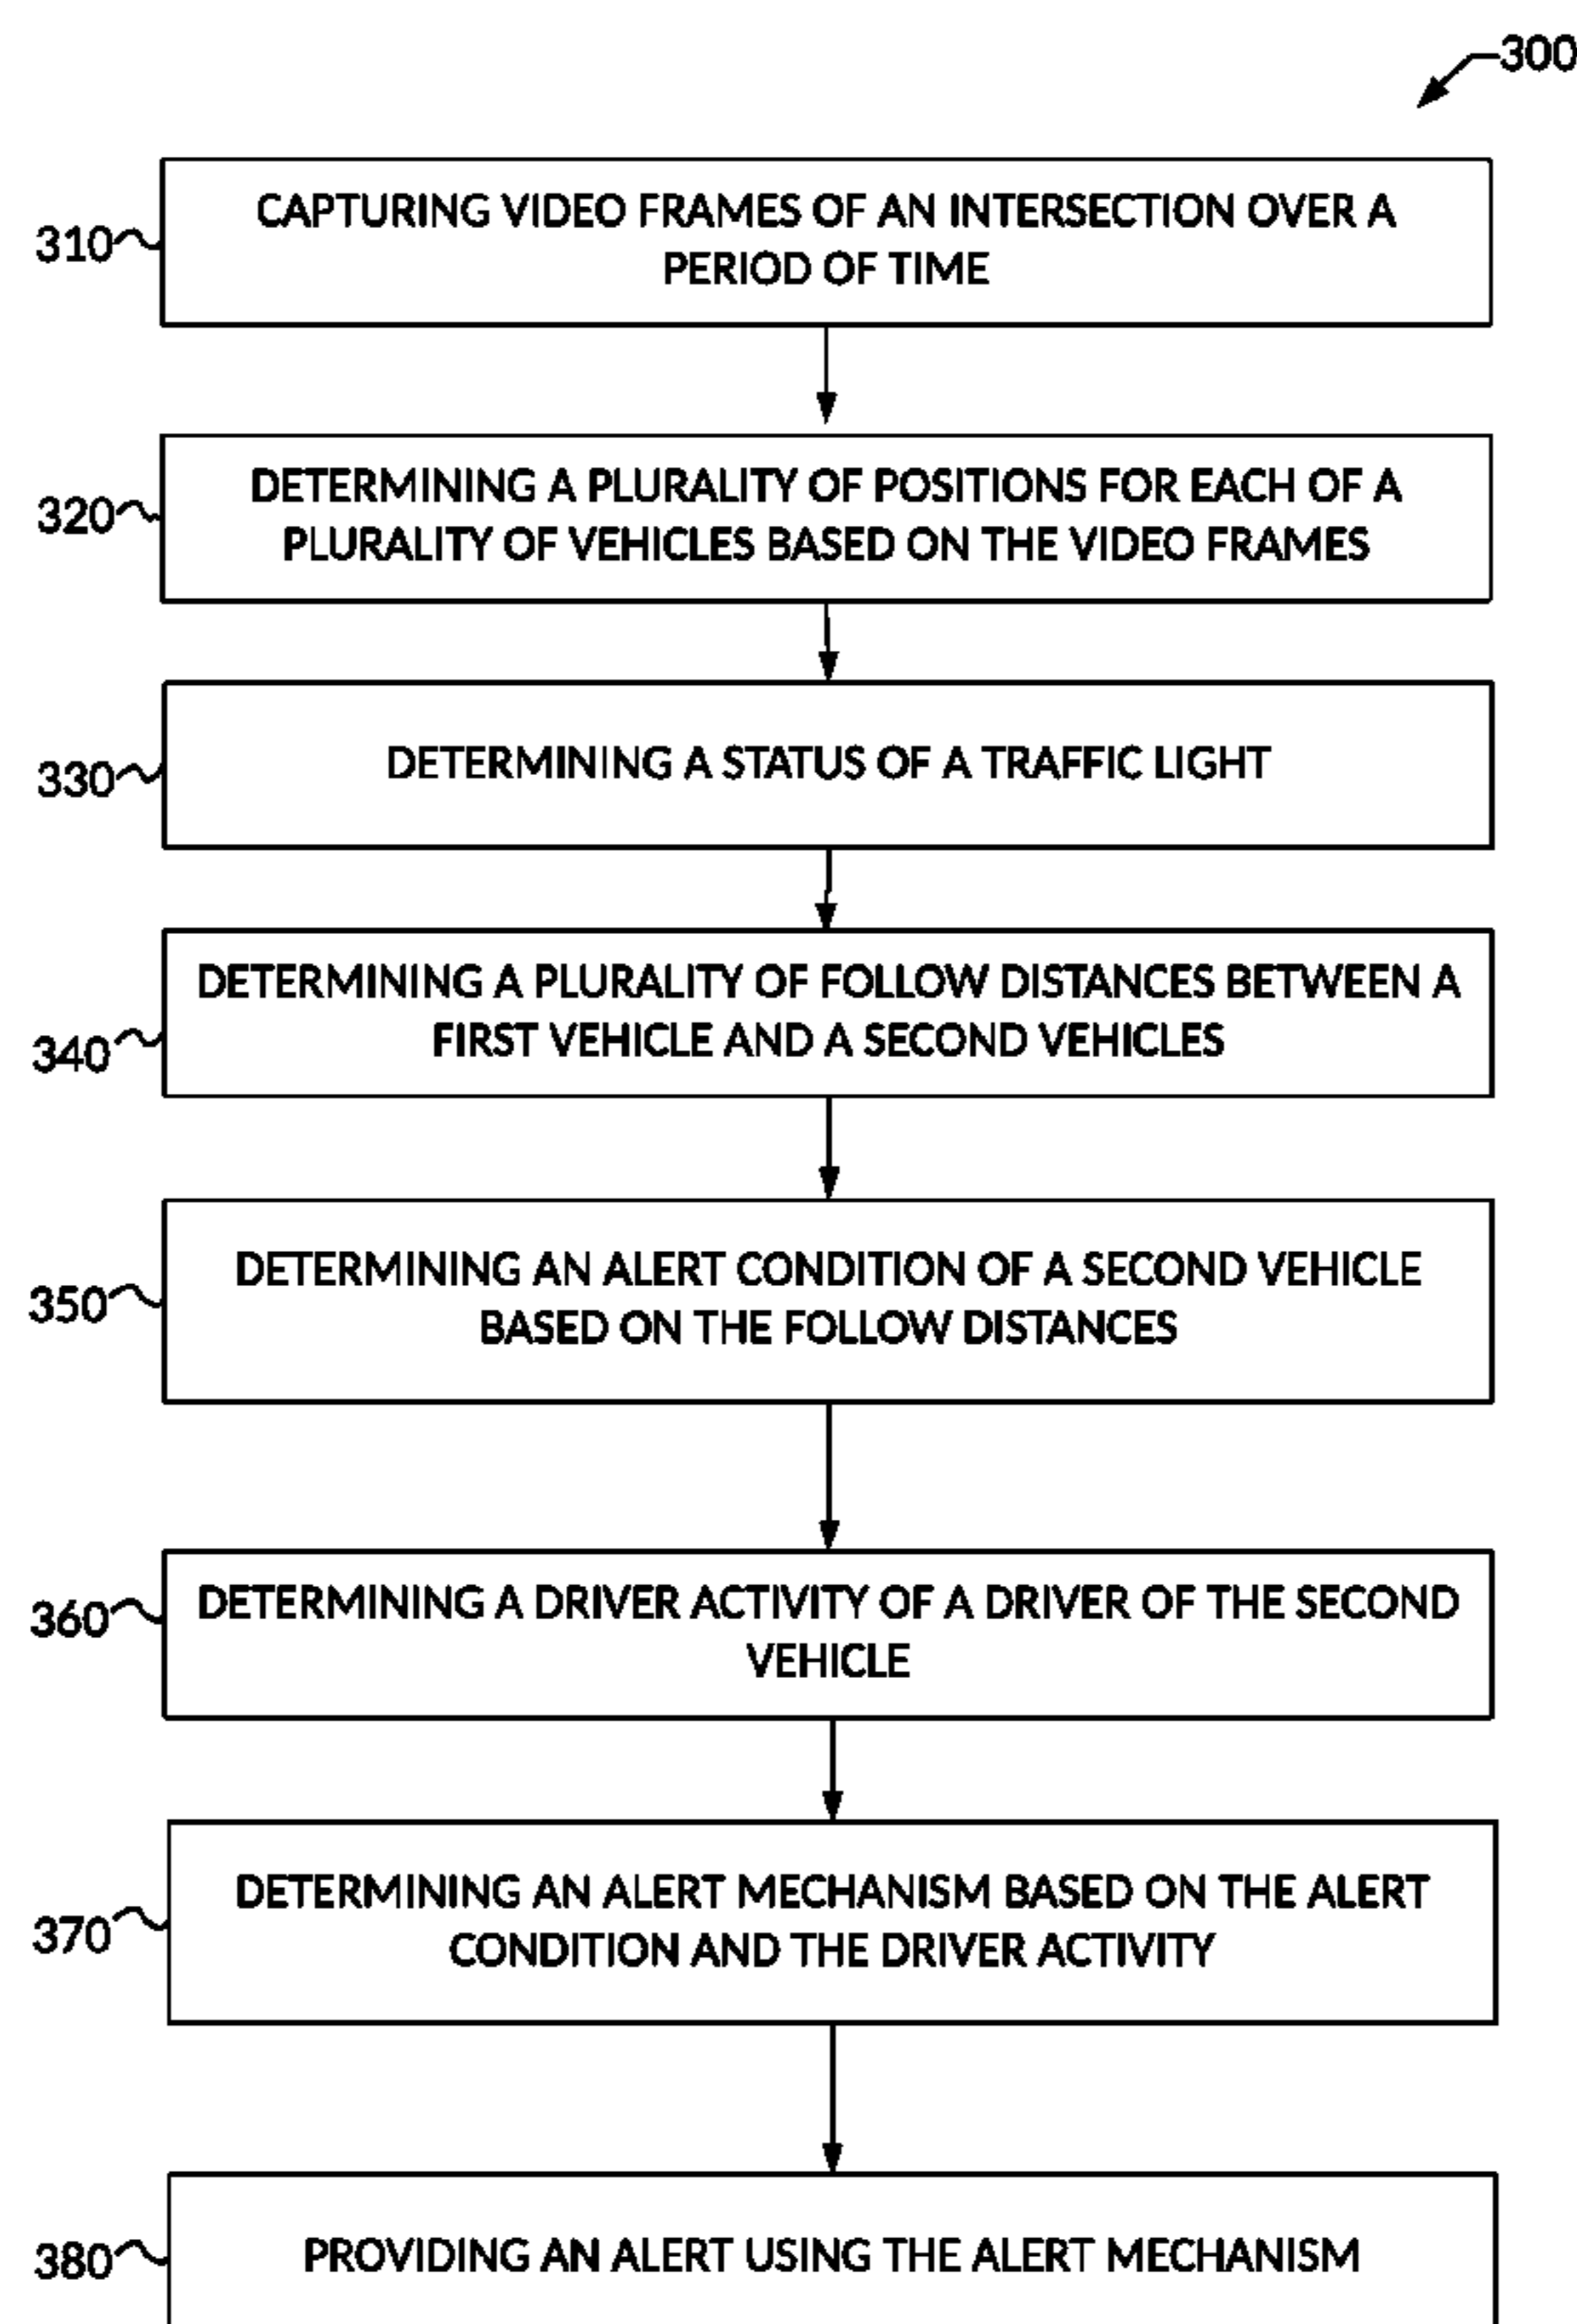 300
CAPTURING VIDEO FRAMES OF AN INTERSECTION OVER A
PERIOD OF TIME
310
DETERMINING A PLURALITY OF POSITIONS FOR EACH OF A
PLURALITY OF VEHICLES BASED ON THE VIDEO FRAMES
320
DETERMINING A STATUS OF A TRAFFIC LIGHT
330
DETERMINING A PLURALITY OF FOLLOW DISTANCES BETWEEN A
FIRST VEHICLE AND A SECOND VEHICLES
340
DETERMINING AN ALERT CONDITION OF A SECOND VEHICLE
BASED ON THE FOLLOW DISTANCES
350
DETERMINING A DRIVER ACTIVITY OF A DRIVER OF THE SECOND
VEHICLE
360
DETERMINING AN ALERT MECHANISM BASED ON THE ALERT
CONDITION AND THE DRIVER ACTIVITY
370
PROVIDING AN ALERT USING THE ALERT MECHANISM
380